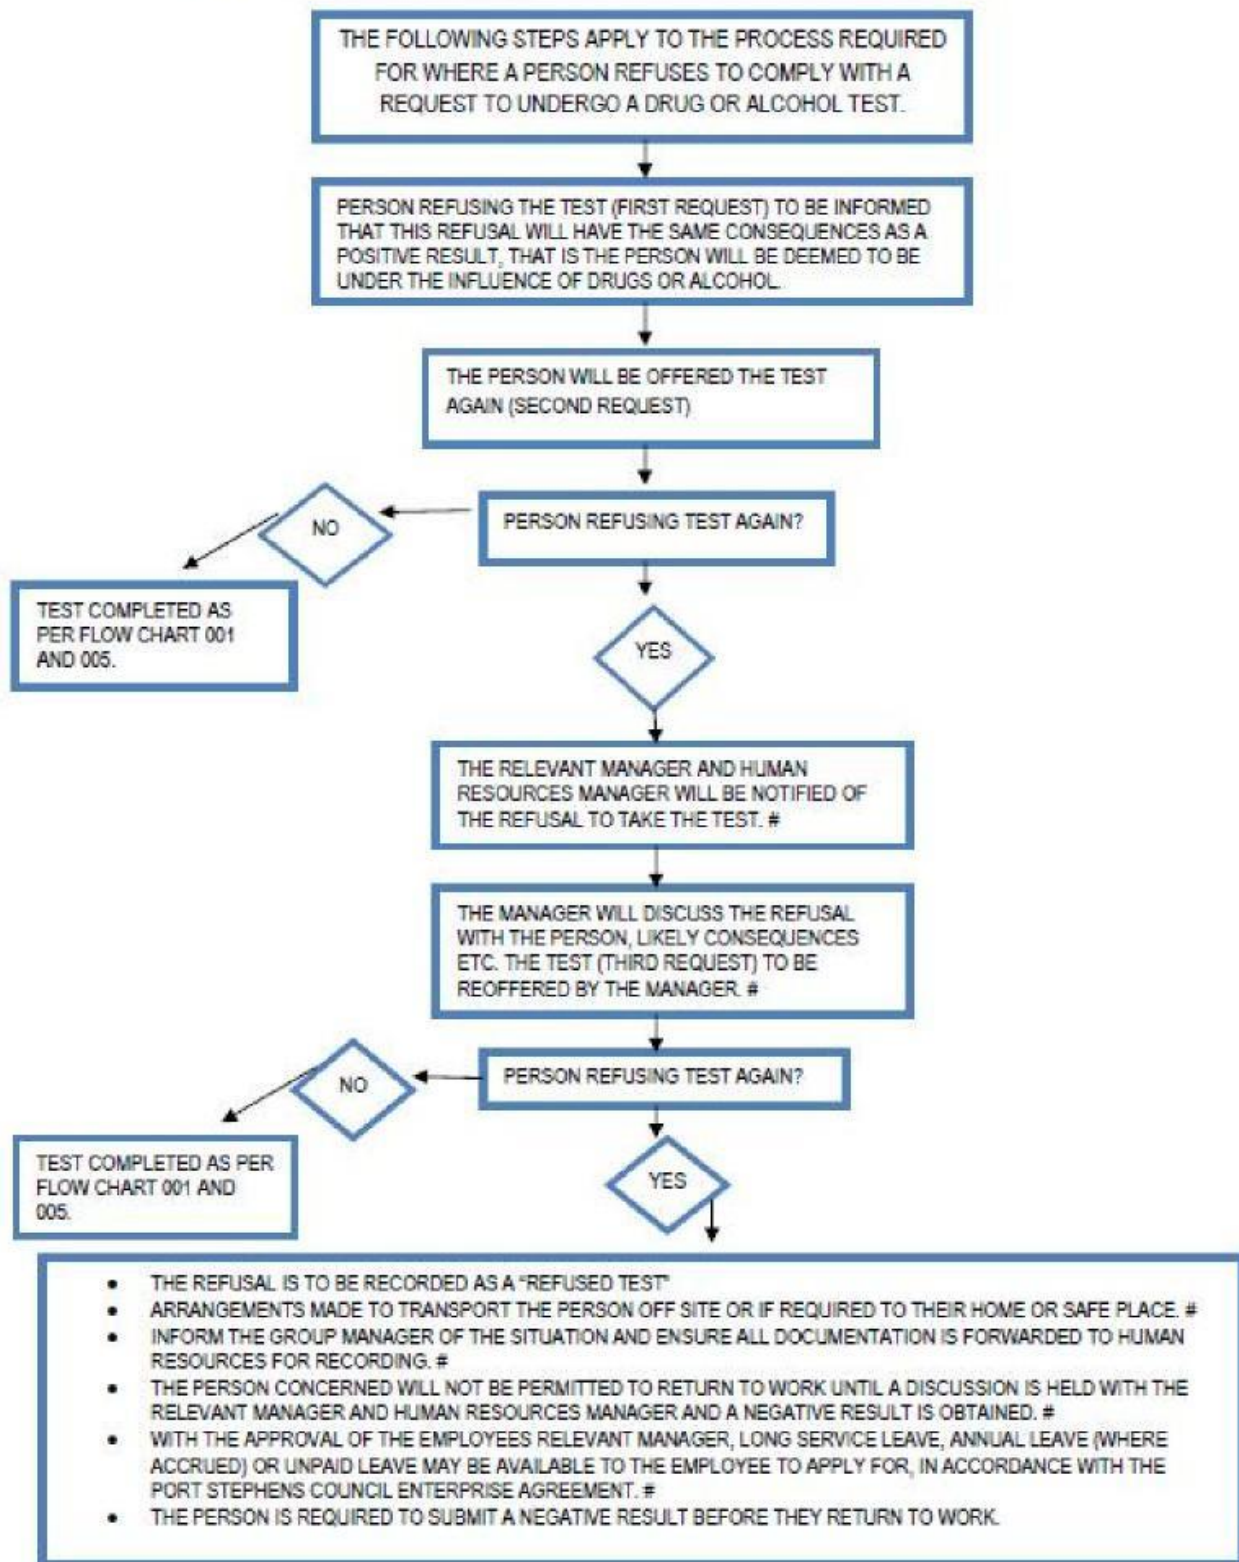 THE FOLLOWING STEPS APPLY TO THE PROCESS REQUIRED
FOR WHERE A PERSON REFUSES TO COMPLY WITH A
REQUEST TO UNDERGO A DRUG OR ALCOHOL TEST.
PERSON REFUSING THE TEST (FIRST REQUEST) TO BE INFORMED
THAT THIS REFUSAL WILL HAVE THE SAME CONSEQUENCES AS A
POSITIVE RESULT, THAT IS THE PERSON WILL BE DEEMED TO BE
UNDER THE INFLUENCE OF DRUGS OR ALCOHOL.
THE PERSON WILL BE OFFERED THE TEST
AGAIN (SECOND REQUEST)
PERSON REFUSING TEST AGAIN?
NO
TEST COMPLETED AS
PER FLOW CHART 001
AND 005.
YES
THE RELEVANT MANAGER AND HUMAN
RESOURCES MANAGER WILL BE NOTIFIED OF
THE REFUSAL TO TAKE THE TEST. #
THE MANAGER WILL DISCUSS THE REFUSAL
WITH THE PERSON, LIKELY CONSEQUENCES
ETC. THE TEST (THIRD REQUEST) TO BE
REOFFERED BY THE MANAGER. #
PERSON REFUSING TEST AGAIN?
NO
TEST COMPLETED AS PER
FLOW CHART 001 AND
005.
YES
• THE REFUSAL IS TO BE RECORDED AS A “REFUSED TEST”
• ARRANGEMENTS MADE TO TRANSPORT THE PERSON OFF SITE OR IF REQUIRED TO THEIR HOME OR SAFE PLACE. #
• INFORM THE GROUP MANAGER OF THE SITUATION AND ENSURE ALL DOCUMENTATION IS FORWARDED TO HUMAN
RESOURCES FOR RECORDING. #
• THE PERSON CONCERNED WILL NOT BE PERMITTED TO RETURN TO WORK UNTIL A DISCUSSION IS HELD WITH THE
RELEVANT MANAGER AND HUMAN RESOURCES MANAGER AND A NEGATIVE RESULT IS OBTAINED. #
• WITH THE APPROVAL OF THE EMPLOYEES RELEVANT MANAGER, LONG SERVICE LEAVE, ANNUAL LEAVE (WHERE
ACCRUED) OR UNPAID LEAVE MAY BE AVAILABLE TO THE EMPLOYEE TO APPLY FOR, IN ACCORDANCE WITH THE
PORT STEPHENS COUNCIL ENTERPRISE AGREEMENT. #
• THE PERSON IS REQUIRED TO SUBMIT A NEGATIVE RESULT BEFORE THEY RETURN TO WORK.